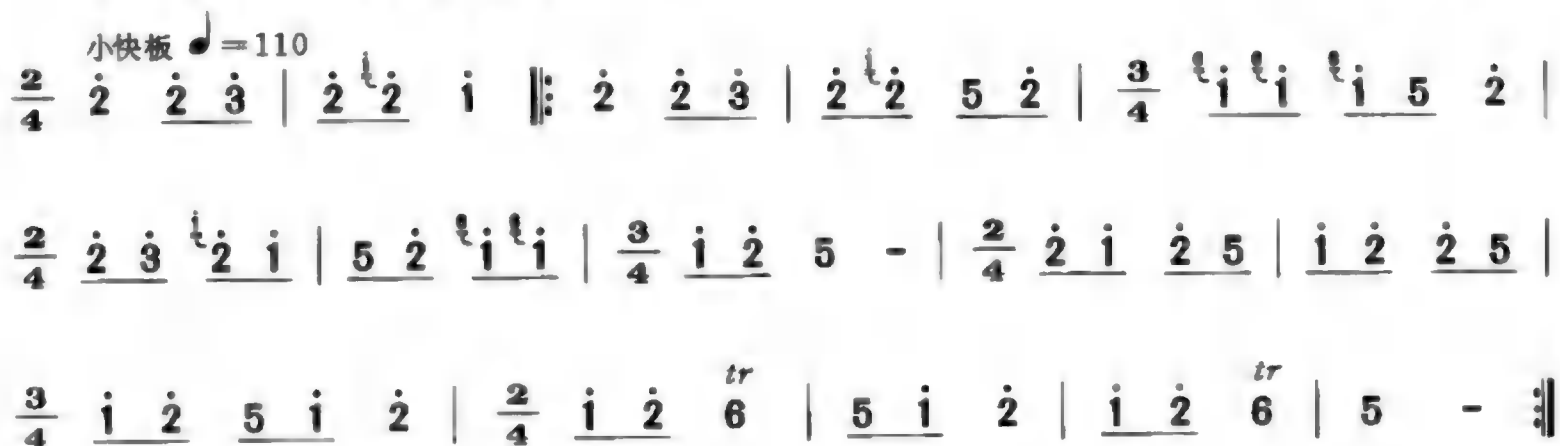 小快板 ♩=110
2/4 2̇ 2̇ 3̇ | 2̇ 2̇ 1̇ ‖: 2̇ 2̇ 3̇ | 2̇ 2̇ 5 2̇ | 3/4 1̇ 1̇ 1̇ 5 2̇ |
2/4 2̇ 3̇ 2̇ 1̇ | 5 2̇ 1̇ 1̇ | 3/4 1̇ 2̇ 5 - | 2/4 2̇ 1̇ 2̇ 5 | 1̇ 2̇ 2̇ 5 |
3/4 1̇ 2̇ 5 1̇ 2̇ | 2/4 1̇ 2̇ tr 6 | 5 1̇ 2̇ | 1̇ 2̇ tr 6 | 5 - :‖